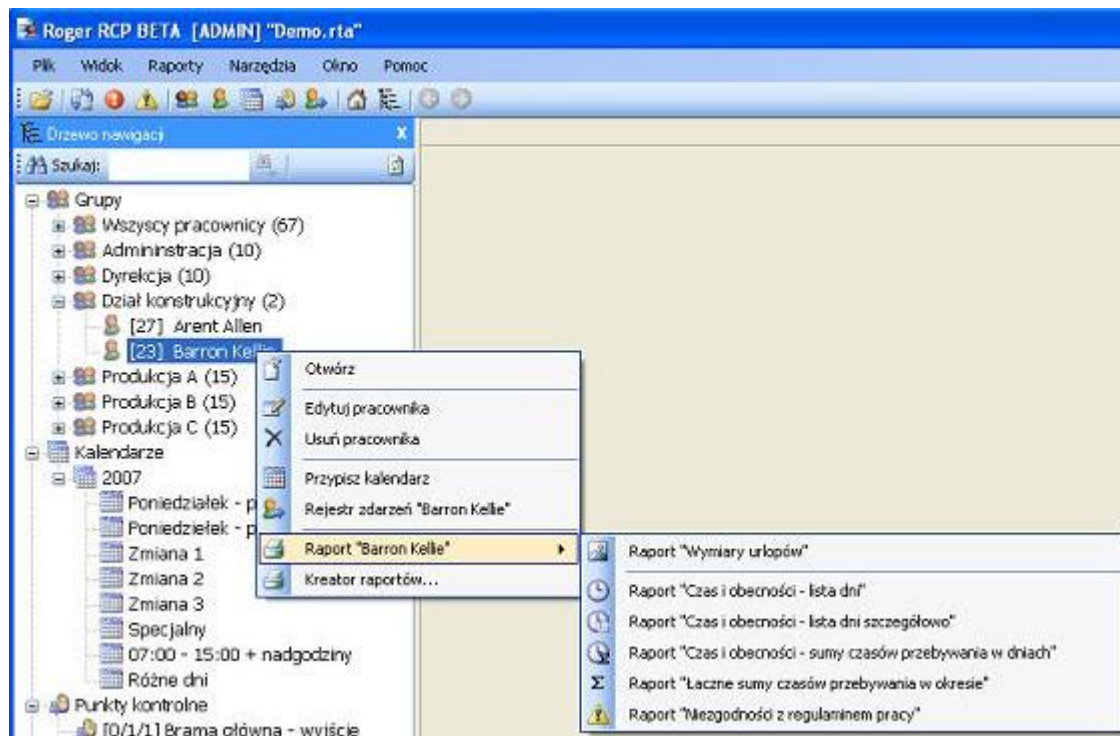 Roger RCP BETA [ADMIN] "Demo.rta"
Plik Widok Raporty Narzędzia Okno Pomoc
Drzewo nawigacji x
Szukaj:
Grupy
Wszyscy pracownicy (67)
Admininstracja (10)
Dyrekcja (10)
Dział konstrukcyjny (2)
[27] Arent Allen
[23] Barron Kellie
Produkcja A (15)
Produkcja B (15)
Produkcja C (15)
Kalendarze
2007
Poniedziałek - p
Poniedziełek - p
Zmiana 1
Zmiana 2
Zmiana 3
Specjalny
07:00 - 15:00 + nadgodziny
Różne dni
Punkty kontrolne
[0/1/1] Brama główna - wyjście
Otwórz
Edytuj pracownika
Usuń pracownika
Przypisz kalendarz
Rejestr zdarzeń "Barron Kellie"
Raport "Barron Kellie"
Kreator raportów...
Raport "Wymiary urlopów"
Raport "Czas i obecności - lista dni"
Raport "Czas i obecności - lista dni szczegółowo"
Raport "Czas i obecności - sumy czasów przebywania w dniach"
Raport "Łaczne sumy czasów przebywania w okresie"
Raport "Niezgodności z regulaminem pracy"